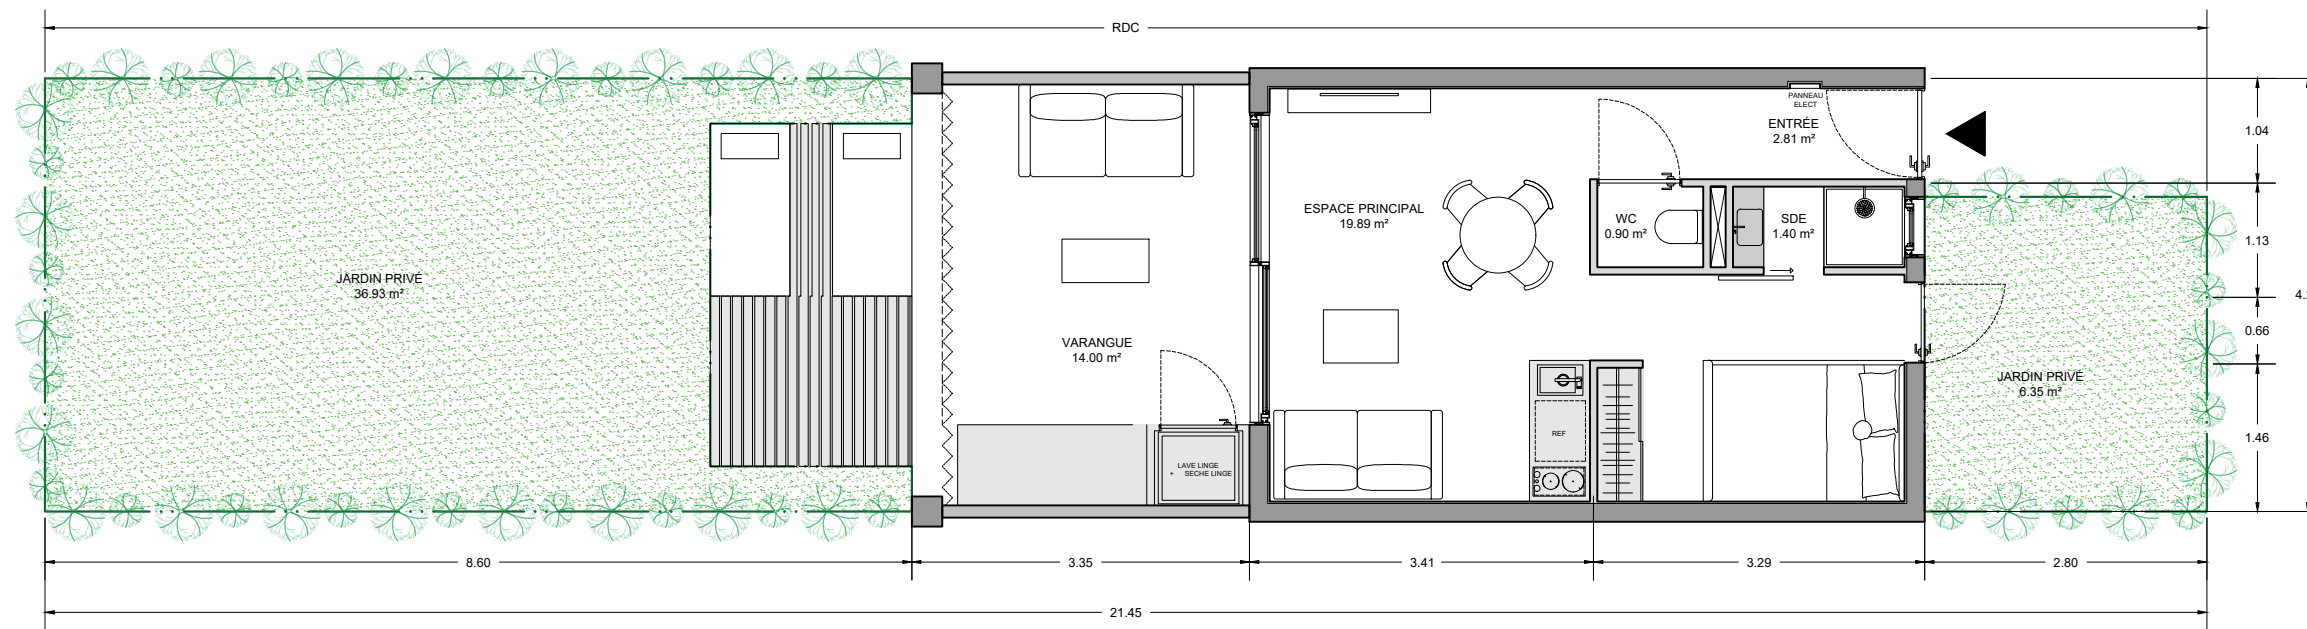 RDC
PANNEAU
ELECT
ENTRÉE
2.81 m²
1.04
ESPACE PRINCIPAL
19.89 m²
WC
0.90 m²
SDE
1.40 m²
1.13
JARDIN PRIVÉ
36.93 m²
0.66
VARANGUE
14.00 m²
JARDIN PRIVÉ
6.35 m²
REF
1.46
LAVE LINGE
+ SECHE LINGE
8.60
3.35
3.41
3.29
2.80
21.45